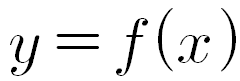 y = f(x)